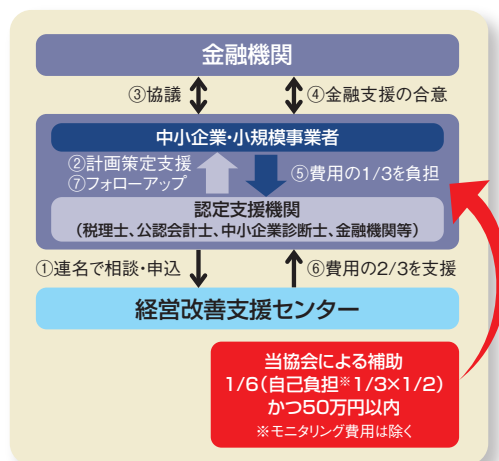 金融機関
③協議
④金融支援の合意
中小企業・小規模事業者
②計画策定支援
⑦フォローアップ
⑤費用の1/3を負担
認定支援機関
(税理士、公認会計士、中小企業診断士、金融機関等)
①連名で相談・申込
⑥費用の2/3を支援
経営改善支援センター
当協会による補助
1/6(自己負担※1/3×1/2)
かつ50万円以内
※モニタリング費用は除く